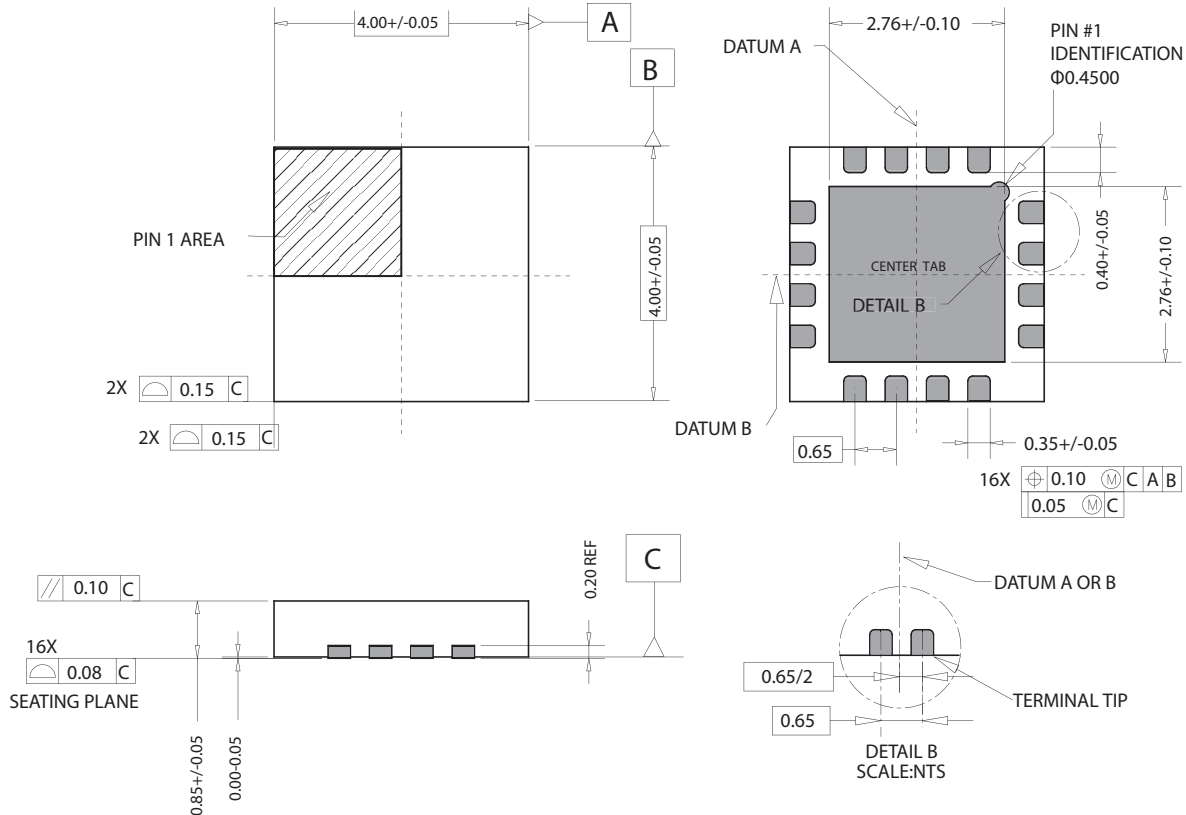 4.00+/-0.05
A
B
PIN 1 AREA
4.00+/-0.05
2X ⌓ 0.15 C
2X ⌓ 0.15 C
2.76+/-0.10
DATUM A
PIN #1
IDENTIFICATION
Φ0.4500
CENTER TAB
DETAIL B
0.40+/-0.05
2.76+/-0.10
DATUM B
0.65
0.35+/-0.05
16X ⌖ 0.10 Ⓜ C A B
0.05 Ⓜ C
// 0.10 C
16X
⌓ 0.08 C
SEATING PLANE
0.85+/-0.05
0.00-0.05
0.20 REF
C
DATUM A OR B
0.65/2
TERMINAL TIP
0.65
DETAIL B
SCALE:NTS